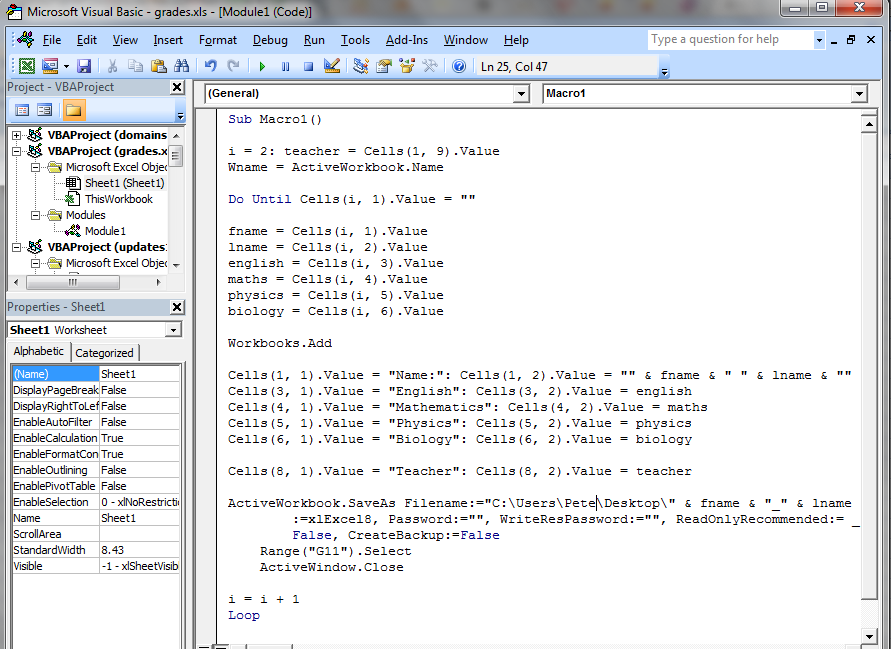 Microsoft Visual Basic - grades.xls - [Module1 (Code)]
File Edit View Insert Format Debug Run Tools Add-Ins Window Help
Type a question for help
Ln 25, Col 47
Project - VBAProject
VBAProject (domains
VBAProject (grades.x
Microsoft Excel Objec
Sheet1 (Sheet1)
ThisWorkbook
Modules
Module1
VBAProject (updates
Microsoft Excel Objec
Properties - Sheet1
Sheet1 Worksheet
Alphabetic Categorized
(Name) Sheet1
DisplayPageBreak False
DisplayRightToLef False
EnableAutoFilter False
EnableCalculation True
EnableFormatCon True
EnableOutlining False
EnablePivotTable False
EnableSelection 0 - xlNoRestrictio
Name Sheet1
ScrollArea
StandardWidth 8.43
Visible -1 - xlSheetVisibl
(General) Macro1
Sub Macro1()
i = 2: teacher = Cells(1, 9).Value
Wname = ActiveWorkbook.Name
Do Until Cells(i, 1).Value = ""
fname = Cells(i, 1).Value
lname = Cells(i, 2).Value
english = Cells(i, 3).Value
maths = Cells(i, 4).Value
physics = Cells(i, 5).Value
biology = Cells(i, 6).Value
Workbooks.Add
Cells(1, 1).Value = "Name:": Cells(1, 2).Value = "" & fname & " " & lname & ""
Cells(3, 1).Value = "English": Cells(3, 2).Value = english
Cells(4, 1).Value = "Mathematics": Cells(4, 2).Value = maths
Cells(5, 1).Value = "Physics": Cells(5, 2).Value = physics
Cells(6, 1).Value = "Biology": Cells(6, 2).Value = biology
Cells(8, 1).Value = "Teacher": Cells(8, 2).Value = teacher
ActiveWorkbook.SaveAs Filename:="C:\Users\Pete\Desktop\" & fname & "_" & lname
:=xlExcel8, Password:="", WriteResPassword:="", ReadOnlyRecommended:= _
False, CreateBackup:=False
Range("G11").Select
ActiveWindow.Close
i = i + 1
Loop